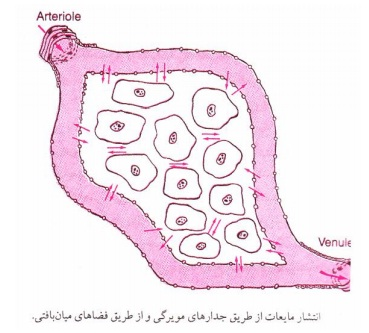 Arteriole
Venule
انتشار مایعات از طریق جدارهای مویرگی و از طریق فضاهای میان‌بافتی.